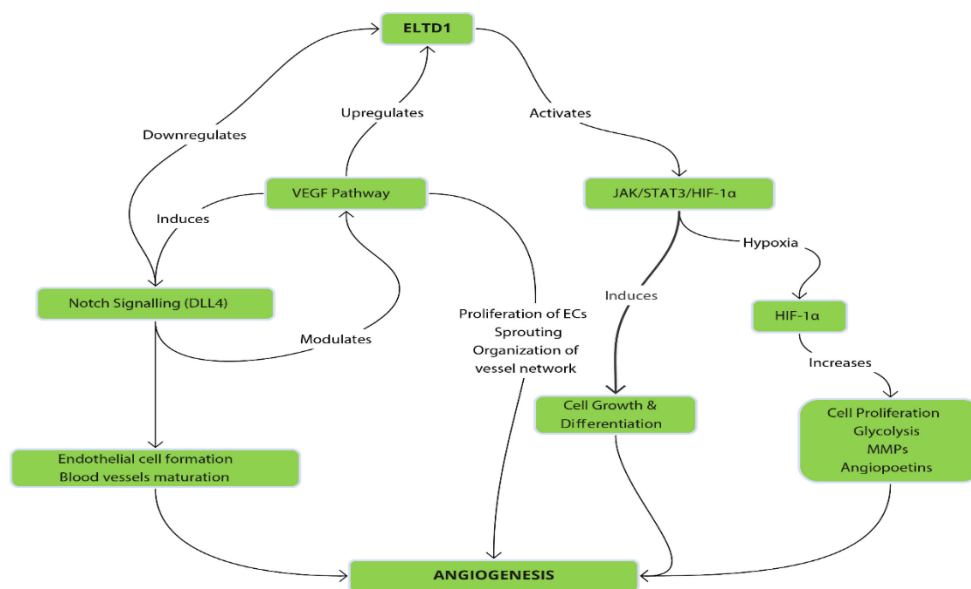 ELTD1
Upregulates
Activates
Downregulates
VEGF Pathway
JAK/STAT3/HIF-1α
Induces
Hypoxia
Notch Signalling (DLL4)
Induces
HIF-1α
Modulates
Proliferation of ECs
Sprouting
Organization of
vessel network
Increases
Cell Growth &
Differentiation
Cell Proliferation
Glycolysis
MMPs
Angiopoetins
Endothelial cell formation
Blood vessels maturation
ANGIOGENESIS